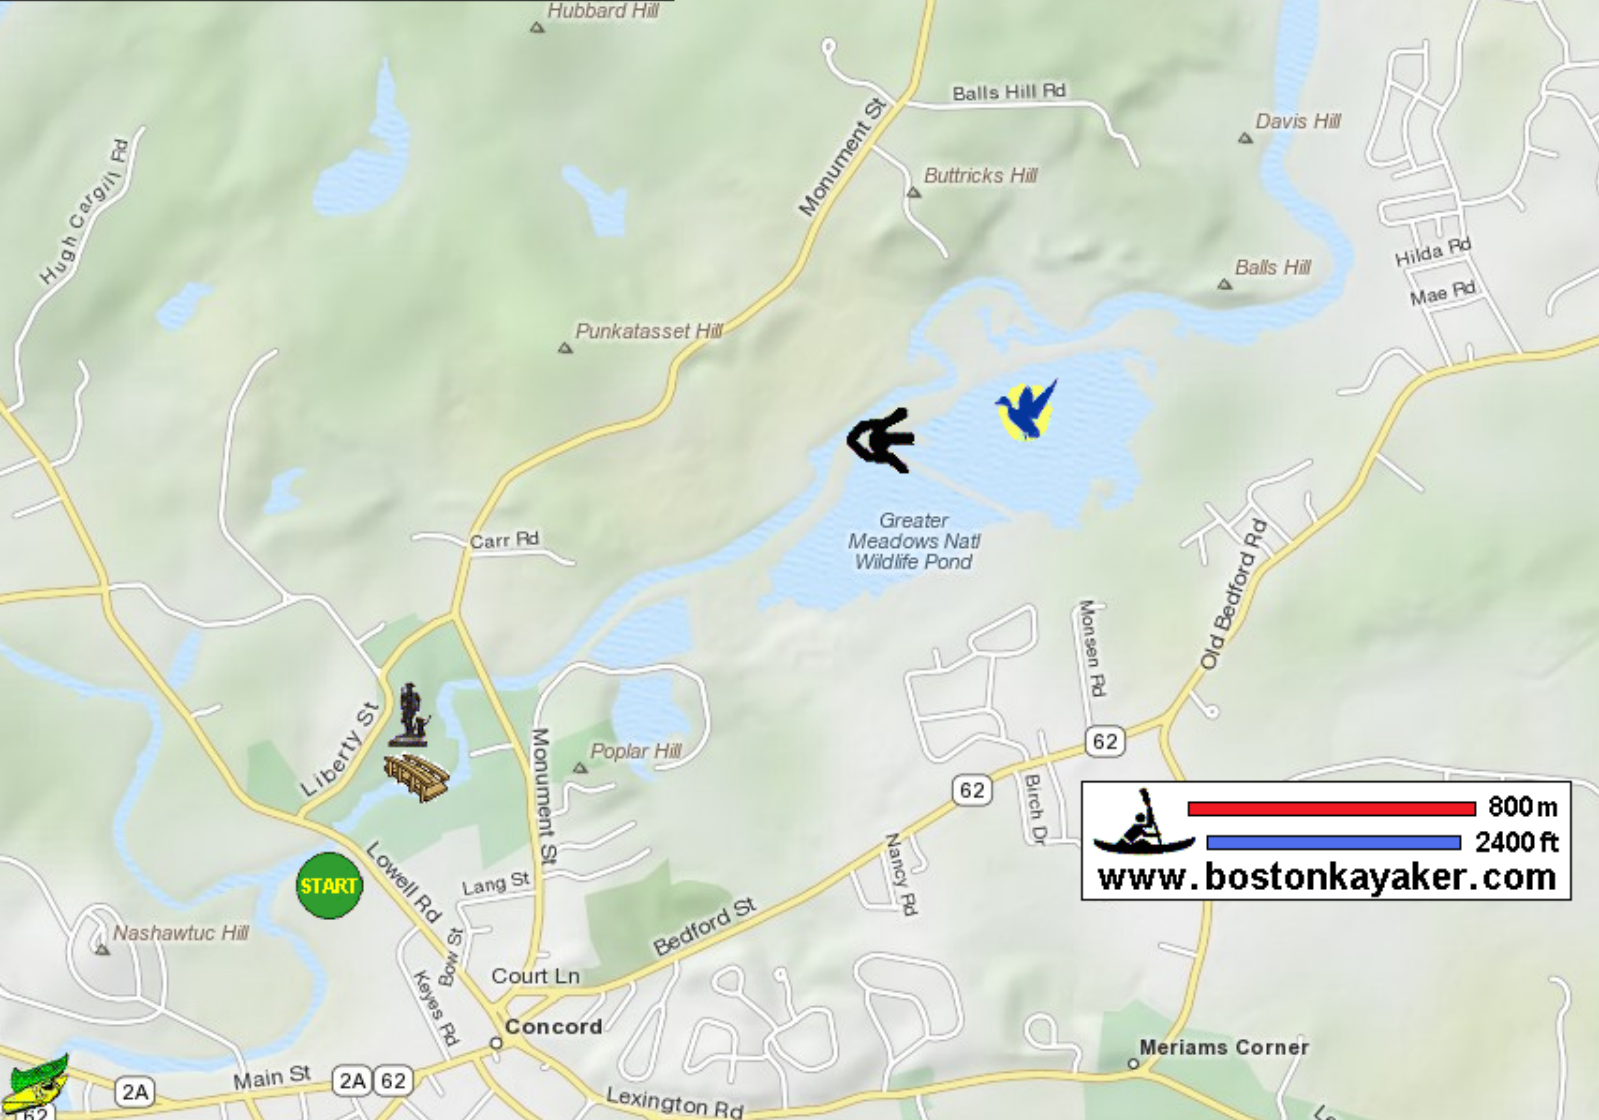 Hubbard Hill
Balls Hill Rd
Monument St
Davis Hill
Hugh Cargill Rd
Buttricks Hill
Hilda Rd
Balls Hill
Mae Rd
Punkatasset Hill
Greater
Meadows Natl
Wildlife Pond
Carr Rd
Old Bedford Rd
Monsen Rd
Liberty St
Monument St
Poplar Hill
62
62
Birch Dr
800 m
2400 ft
www.bostonkayaker.com
START
Lowell Rd
Lang St
Nancy Rd
Bedford St
Nashawtuc Hill
Bow St
Keyes Rd
Court Ln
Concord
Meriams Corner
Main St
2A
2A
62
Lexington Rd
62